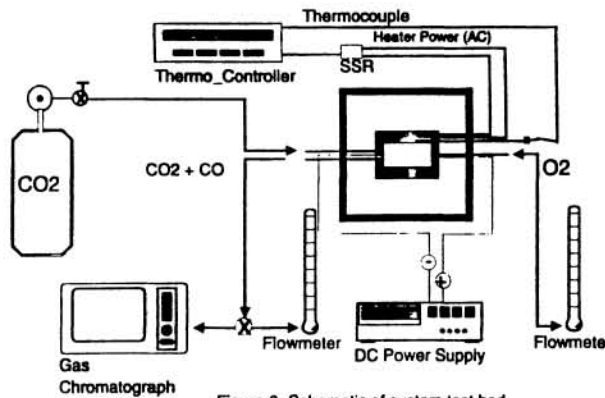 Thermocouple
Heater Power (AC)
SSR
Thermo_Controller
CO2
CO2 + CO
O2
Flowmeter
DC Power Supply
Flowmete
Gas
Chromatograph